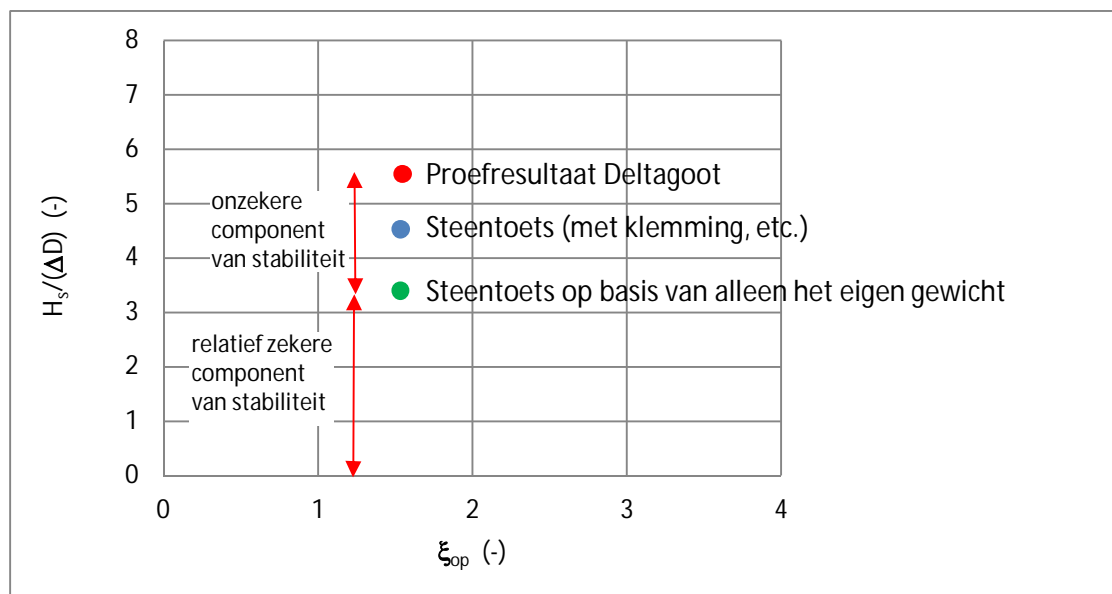 8
7
6
5
4
3
2
1
0
H_s/(ΔD) (-)
onzekere
component
van stabiliteit
relatief zekere
component
van stabiliteit
Proefresultaat Deltagoot
Steentoets (met klemming, etc.)
Steentoets op basis van alleen het eigen gewicht
0 1 2 3 4
ξ_op (-)